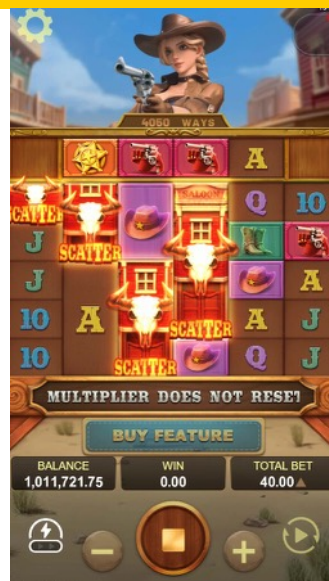 4050 WAYS
A
SALOON
SCATTER
Q
10
J
SCATTER
J
SCATTER
A
10
A
A
J
10
SCATTER
Q
J
MULTIPLIER DOES NOT RESET
BUY FEATURE
BALANCE
WIN
TOTAL BET
1,011,721.75
0.00
40.00